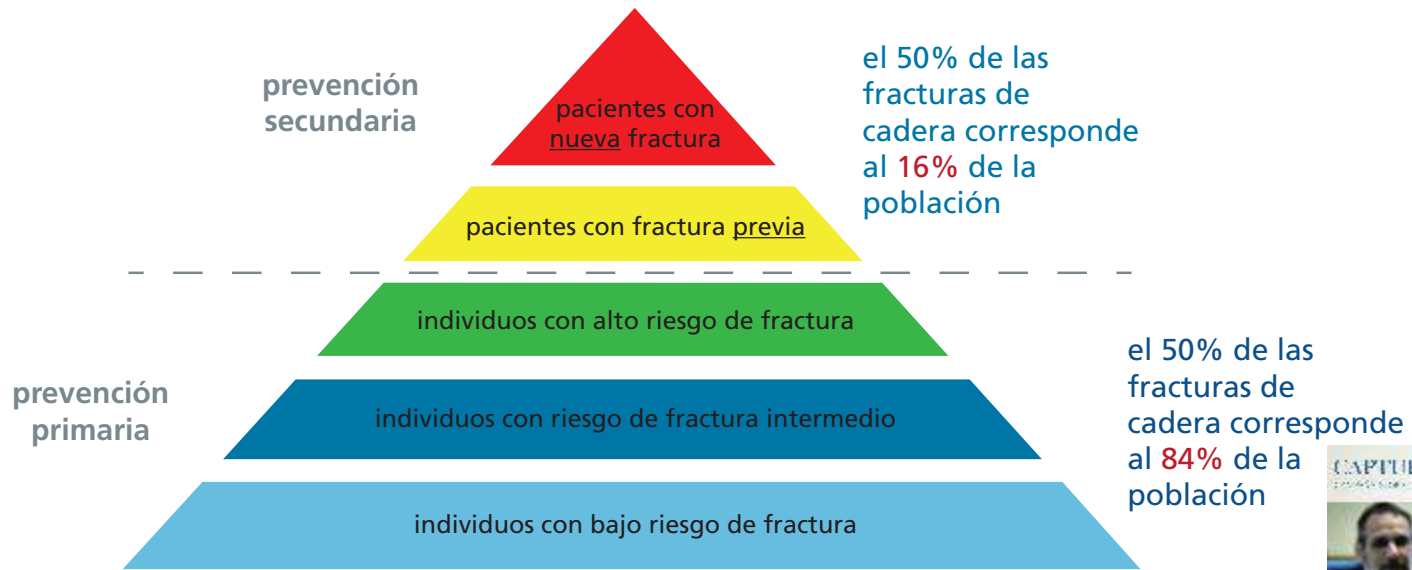 prevención
secundaria
pacientes con
nueva fractura
el 50% de las
fracturas de
cadera corresponde
al 16% de la
población
pacientes con fractura previa
individuos con alto riesgo de fractura
prevención
primaria
individuos con riesgo de fractura intermedio
individuos con bajo riesgo de fractura
el 50% de las
fracturas de
cadera corresponde
al 84% de la
población